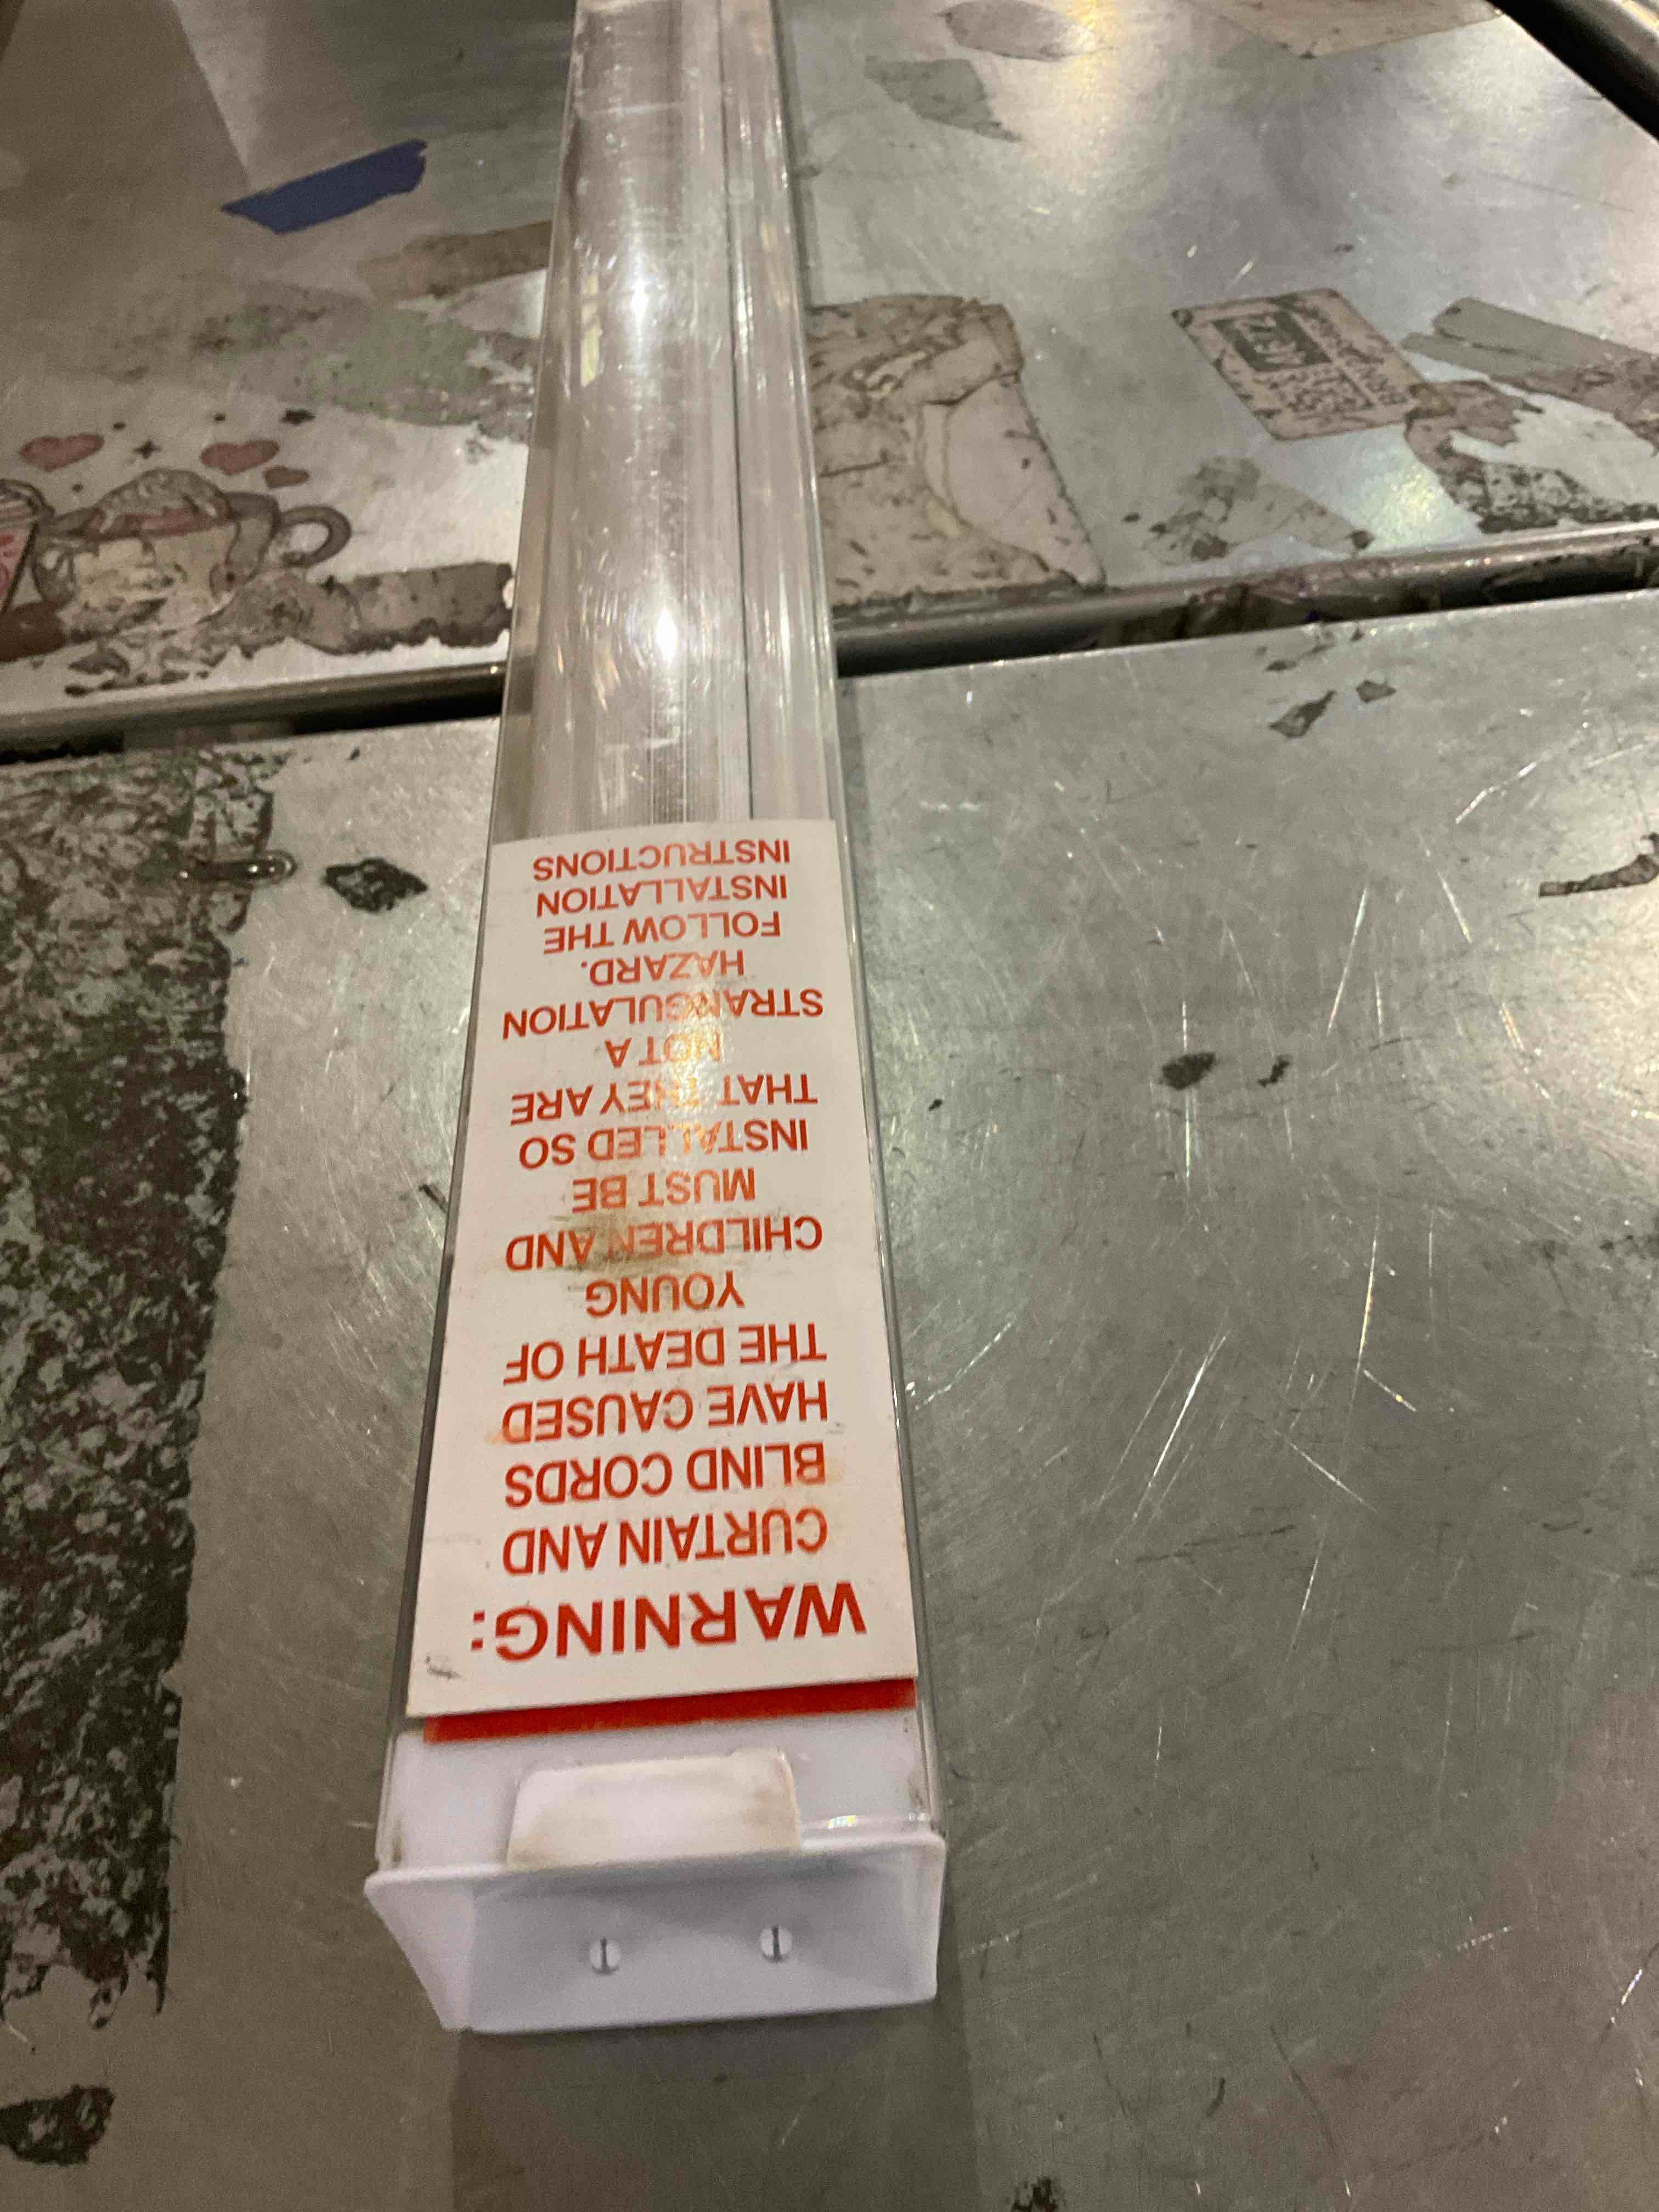 WARNING:
CURTAIN AND
BLIND CORDS
HAVE CAUSED
THE DEATH OF
YOUNG
CHILDREN AND
MUST BE
INSTALLED SO
THAT THEY ARE
NOT A
STRANGULATION
HAZARD.
FOLLOW THE
INSTALLATION
INSTRUCTIONS